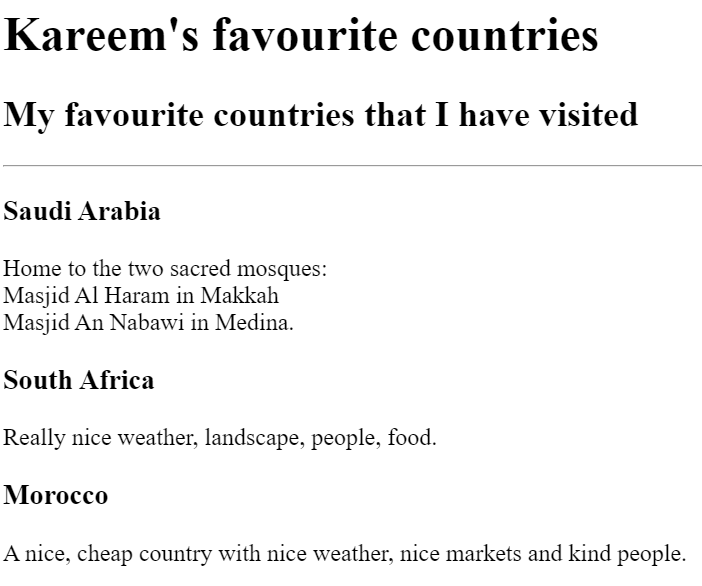 Kareem's favourite countries
My favourite countries that I have visited
Saudi Arabia
Home to the two sacred mosques:
Masjid Al Haram in Makkah
Masjid An Nabawi in Medina.
South Africa
Really nice weather, landscape, people, food.
Morocco
A nice, cheap country with nice weather, nice markets and kind people.